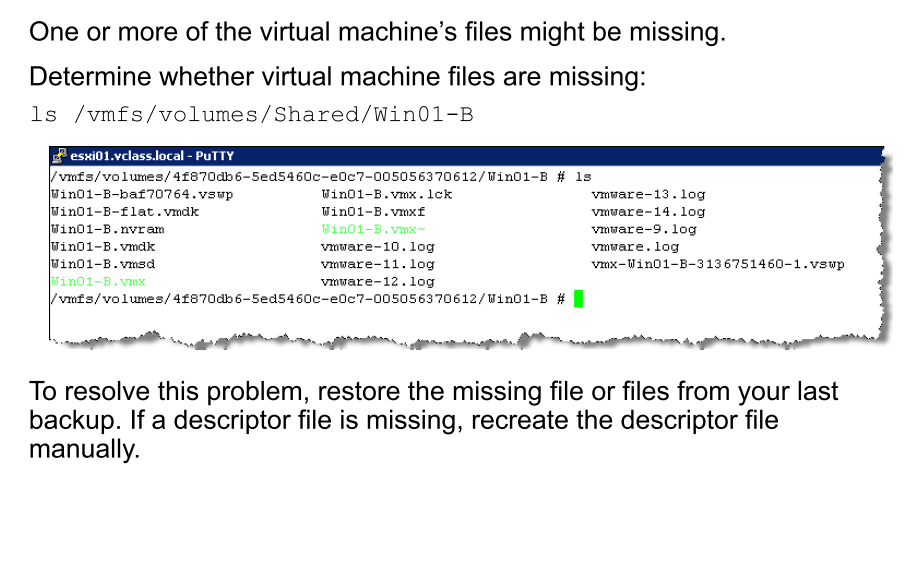 One or more of the virtual machine’s files might be missing.
Determine whether virtual machine files are missing:
ls /vmfs/volumes/Shared/Win01-B
esxi01.vclass.local - PuTTY
/vmfs/volumes/4f870db6-5ed5460c-e0c7-005056370612/Win01-B # ls
Win01-B-baf70764.vswp Win01-B.vmx.lck vmware-13.log
Win01-B-flat.vmdk Win01-B.vmxf vmware-14.log
Win01-B.nvram Win01-B.vmx~ vmware-9.log
Win01-B.vmdk vmware-10.log vmware.log
Win01-B.vmsd vmware-11.log vmx-Win01-B-3136751460-1.vswp
Win01-B.vmx vmware-12.log
/vmfs/volumes/4f870db6-5ed5460c-e0c7-005056370612/Win01-B #
To resolve this problem, restore the missing file or files from your last
backup. If a descriptor file is missing, recreate the descriptor file
manually.